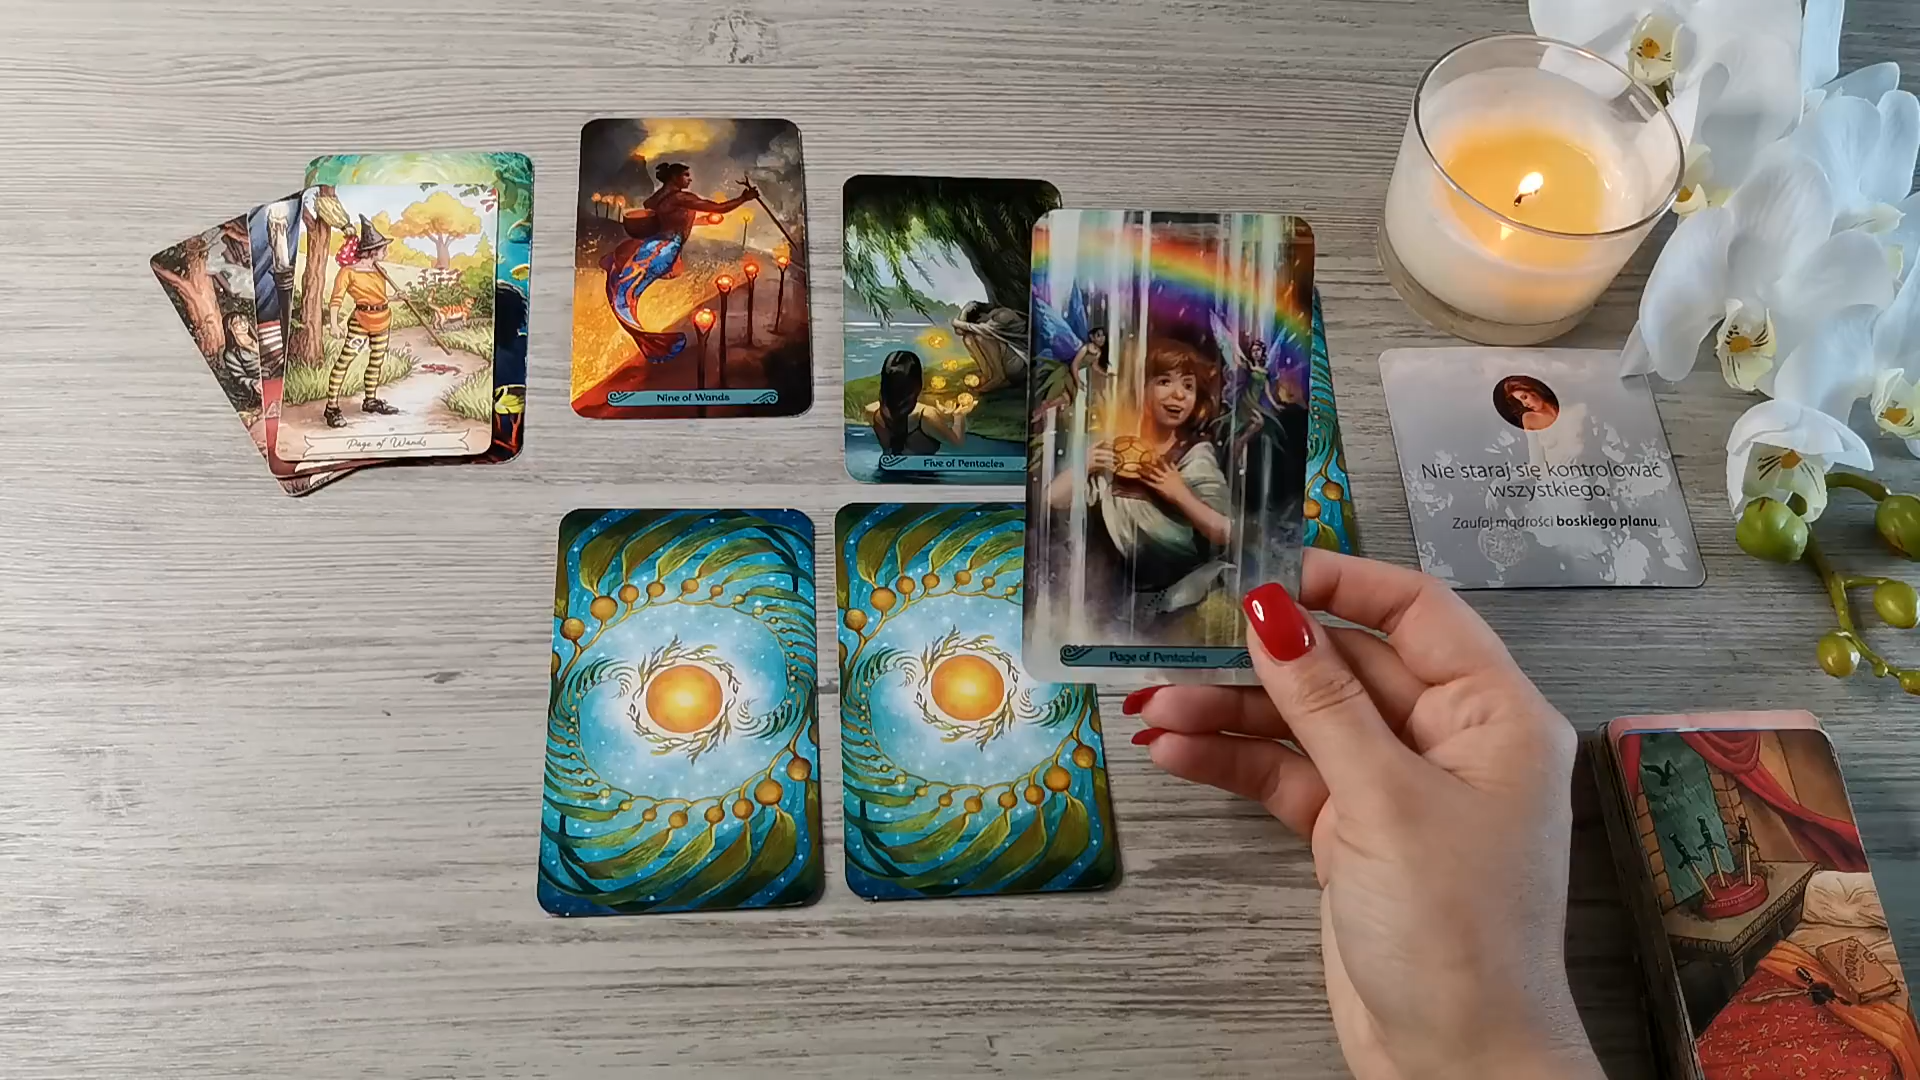 Page of Wands
Nine of Wands
Five of Pentacles
Page of Pentacles
Nie staraj się kontrolować
wszystkiego.
Zaufaj mądrości boskiego planu.